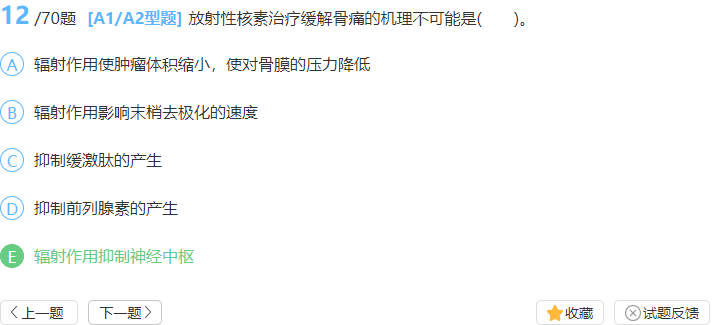 12 /70题 [A1/A2型题] 放射性核素治疗缓解骨痛的机理不可能是( )。
A 辐射作用使肿瘤体积缩小，使对骨膜的压力降低
B 辐射作用影响末梢去极化的速度
C 抑制缓激肽的产生
D 抑制前列腺素的产生
E 辐射作用抑制神经中枢
上一题 下一题 收藏 试题反馈